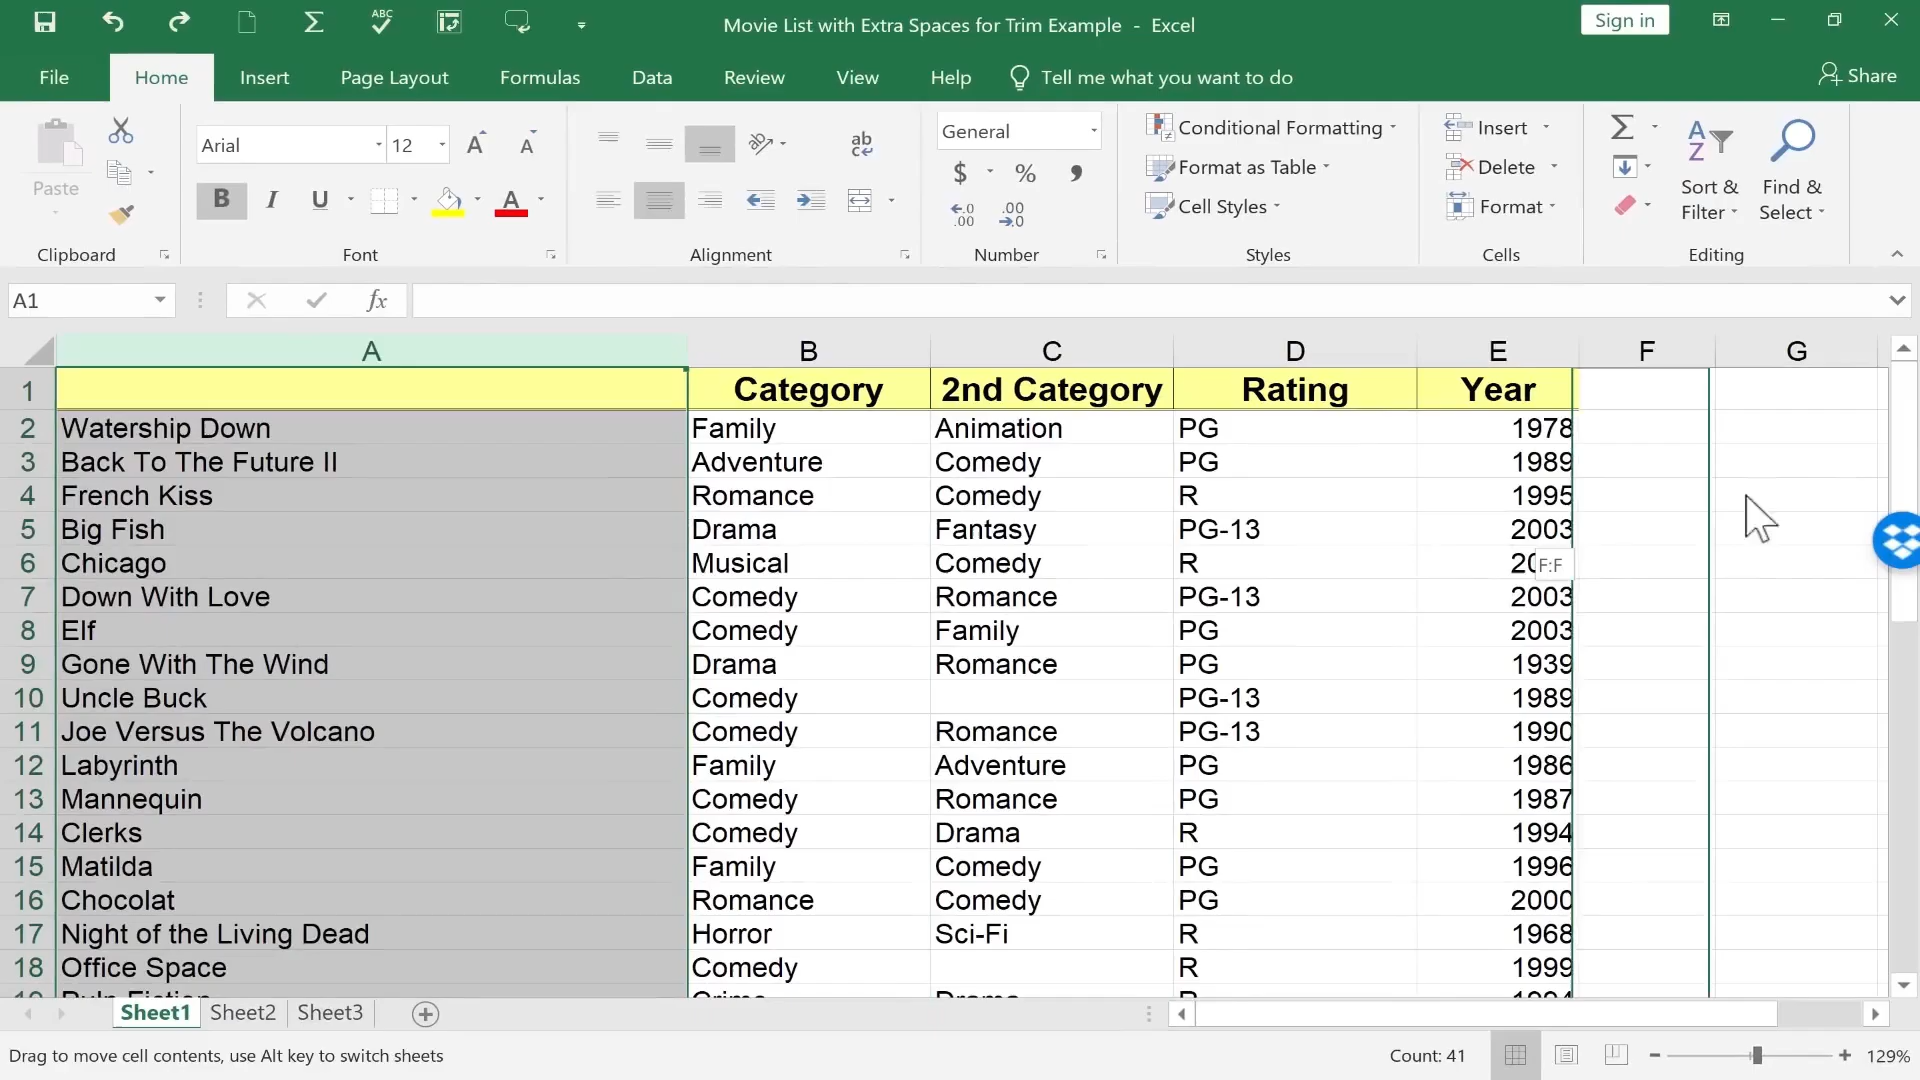 ABC
Movie List with Extra Spaces for Trim Example - Excel
Sign in
File Home Insert Page Layout Formulas Data Review View Help Tell me what you want to do Share
Paste
Arial 12 A A
B I U A
ab
c
General
$ % ,
.0 .00
.00 .0
Conditional Formatting
Format as Table
Cell Styles
Insert
Delete
Format
Σ
A
Z
Sort &
Filter
Find &
Select
Clipboard Font Alignment Number Styles Cells Editing
A1 fx
A B C D E F G
1 Category 2nd Category Rating Year
2 Watership Down Family Animation PG 1978
3 Back To The Future II Adventure Comedy PG 1989
4 French Kiss Romance Comedy R 1995
5 Big Fish Drama Fantasy PG-13 2003
6 Chicago Musical Comedy R F:F
7 Down With Love Comedy Romance PG-13 2003
8 Elf Comedy Family PG 2003
9 Gone With The Wind Drama Romance PG 1939
10 Uncle Buck Comedy PG-13 1989
11 Joe Versus The Volcano Comedy Romance PG-13 1990
12 Labyrinth Family Adventure PG 1986
13 Mannequin Comedy Romance PG 1987
14 Clerks Comedy Drama R 1994
15 Matilda Family Comedy PG 1996
16 Chocolat Romance Comedy PG 2000
17 Night of the Living Dead Horror Sci-Fi R 1968
18 Office Space Comedy R 1999
19 Pulp Fiction Crime Drama R 1994
Sheet1 Sheet2 Sheet3
Drag to move cell contents, use Alt key to switch sheets Count: 41 129%